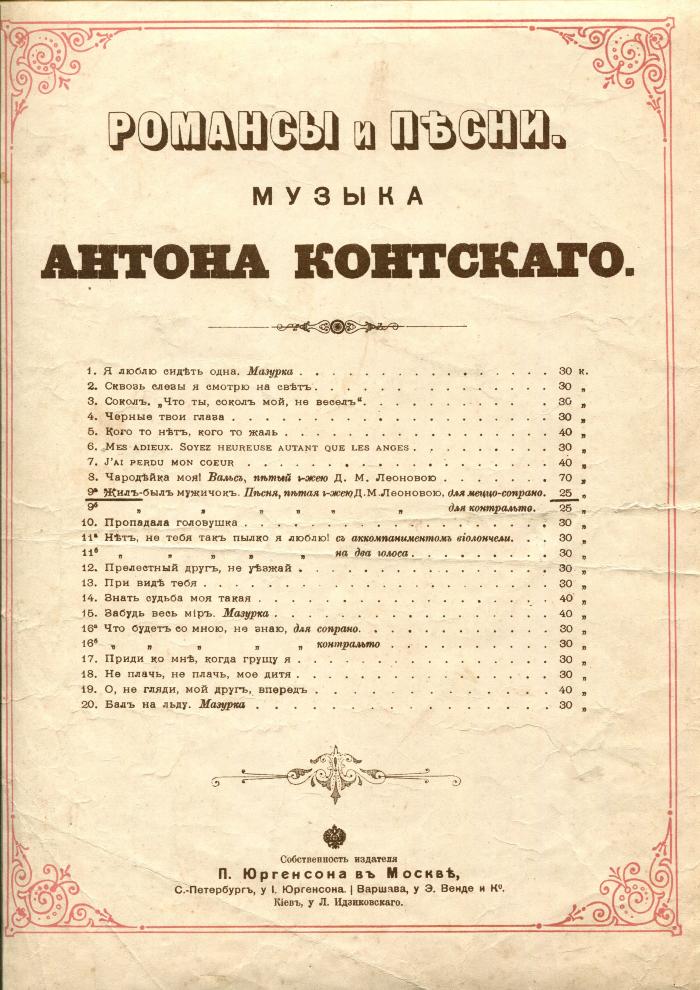 РОМАНСЫ и ПѢСНИ.
МУЗЫКА
АНТОНА КОНТСКАГО.
1. Я люблю сидѣть одна. Мазурка . . . . . . . . . . . . . . . . 30 к.
2. Сквозь слезы я смотрю на свѣтъ. . . . . . . . . . . . . . . 30 „
3. Соколъ. „Что ты, соколъ мой, не веселъ“. . . . . . . . . . . . 30 „
4. Черные твои глаза . . . . . . . . . . . . . . . . . . . . 30 „
5. Кого то нѣтъ, кого то жаль . . . . . . . . . . . . . . . . . 40 „
6. Mes adieux. Soyez heureuse autant que les anges . . . . . . . . . 30 „
7. J'ai perdu mon coeur . . . . . . . . . . . . . . . . . . . 40 „
8. Чародѣйка моя! Вальсъ, пѣтый г-жею Д. М. Леоновою . . . . . . . 70 „
9а Жилъ-былъ мужичокъ. Пѣсня, пѣтая г-жею Д. М. Леоновою, для меццо-сопрано. 25 „
9б „ „ „ „ „ „ для контральто. 25 „
10. Пропадала головушка . . . . . . . . . . . . . . . . . . . 30 „
11а Нѣтъ, не тебя такъ пылко я люблю! съ аккомпаниментомъ віолончели. . . . 30 „
11б „ „ „ „ „ на два голоса . . . . . . . . . 30 „
12. Прелестный другъ, не уѣзжай . . . . . . . . . . . . . . . . 30 „
13. При видѣ тебя . . . . . . . . . . . . . . . . . . . . . 30 „
14. Знать судьба моя такая . . . . . . . . . . . . . . . . . . 40 „
15. Забудь весь міръ. Мазурка . . . . . . . . . . . . . . . . . 40 „
16а Что будетъ со мною, не знаю, для сопрано. . . . . . . . . . . . 30 „
16б „ „ „ „ „ контральто . . . . . . . . . . . 30 „
17. Приди ко мнѣ, когда грущу я . . . . . . . . . . . . . . . . 30 „
18. Не плачь, не плачь, мое дитя . . . . . . . . . . . . . . . . 30 „
19. О, не гляди, мой другъ, впередъ . . . . . . . . . . . . . . . 40 „
20. Балъ на льду. Мазурка . . . . . . . . . . . . . . . . . . 30 „
Собственность издателя
П. Юргенсона въ Москвѣ,
С.-Петербургъ, у I. Юргенсона. | Варшава, у Э. Венде и Кº.
Кіевъ, у Л. Идзиковскаго.